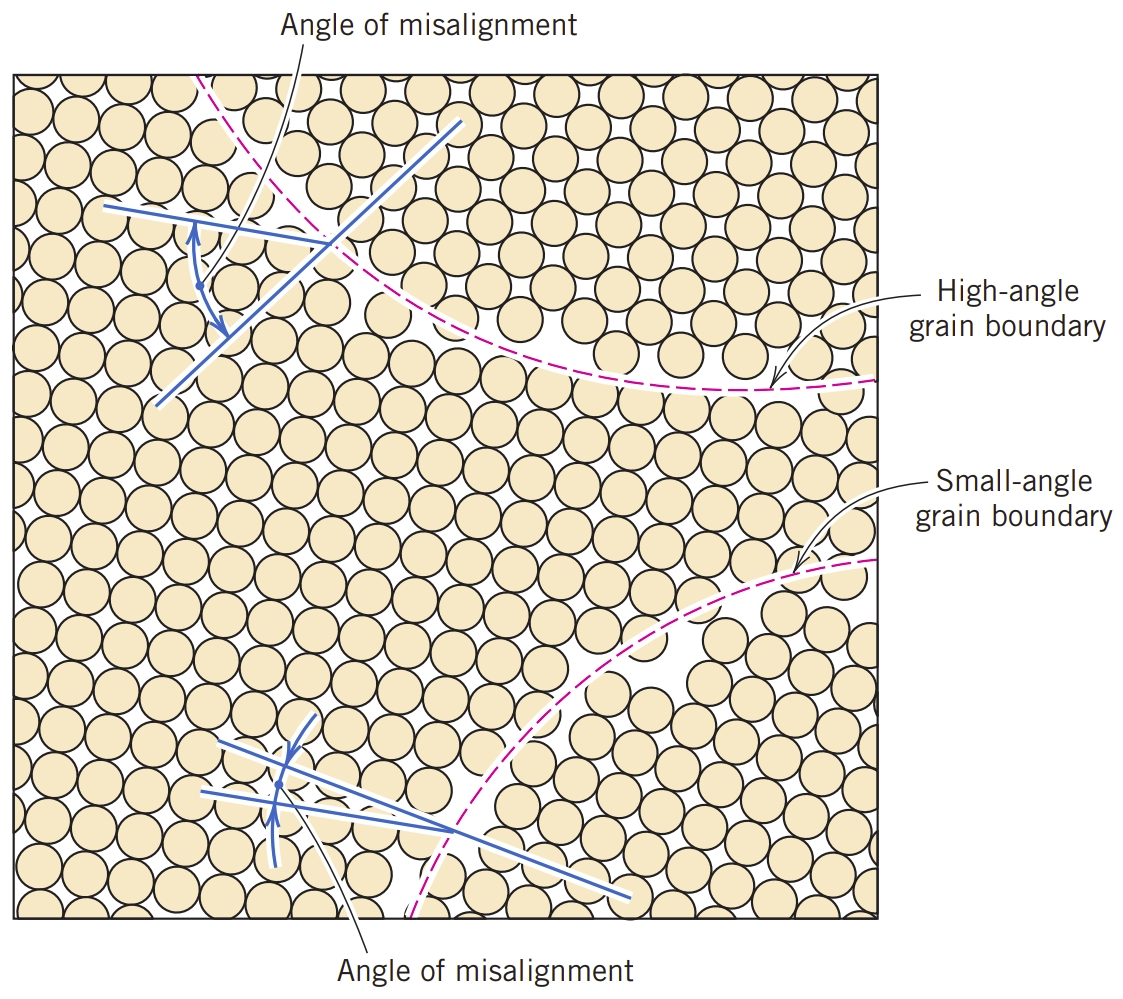 Angle of misalignment
High-angle
grain boundary
Small-angle
grain boundary
Angle of misalignment